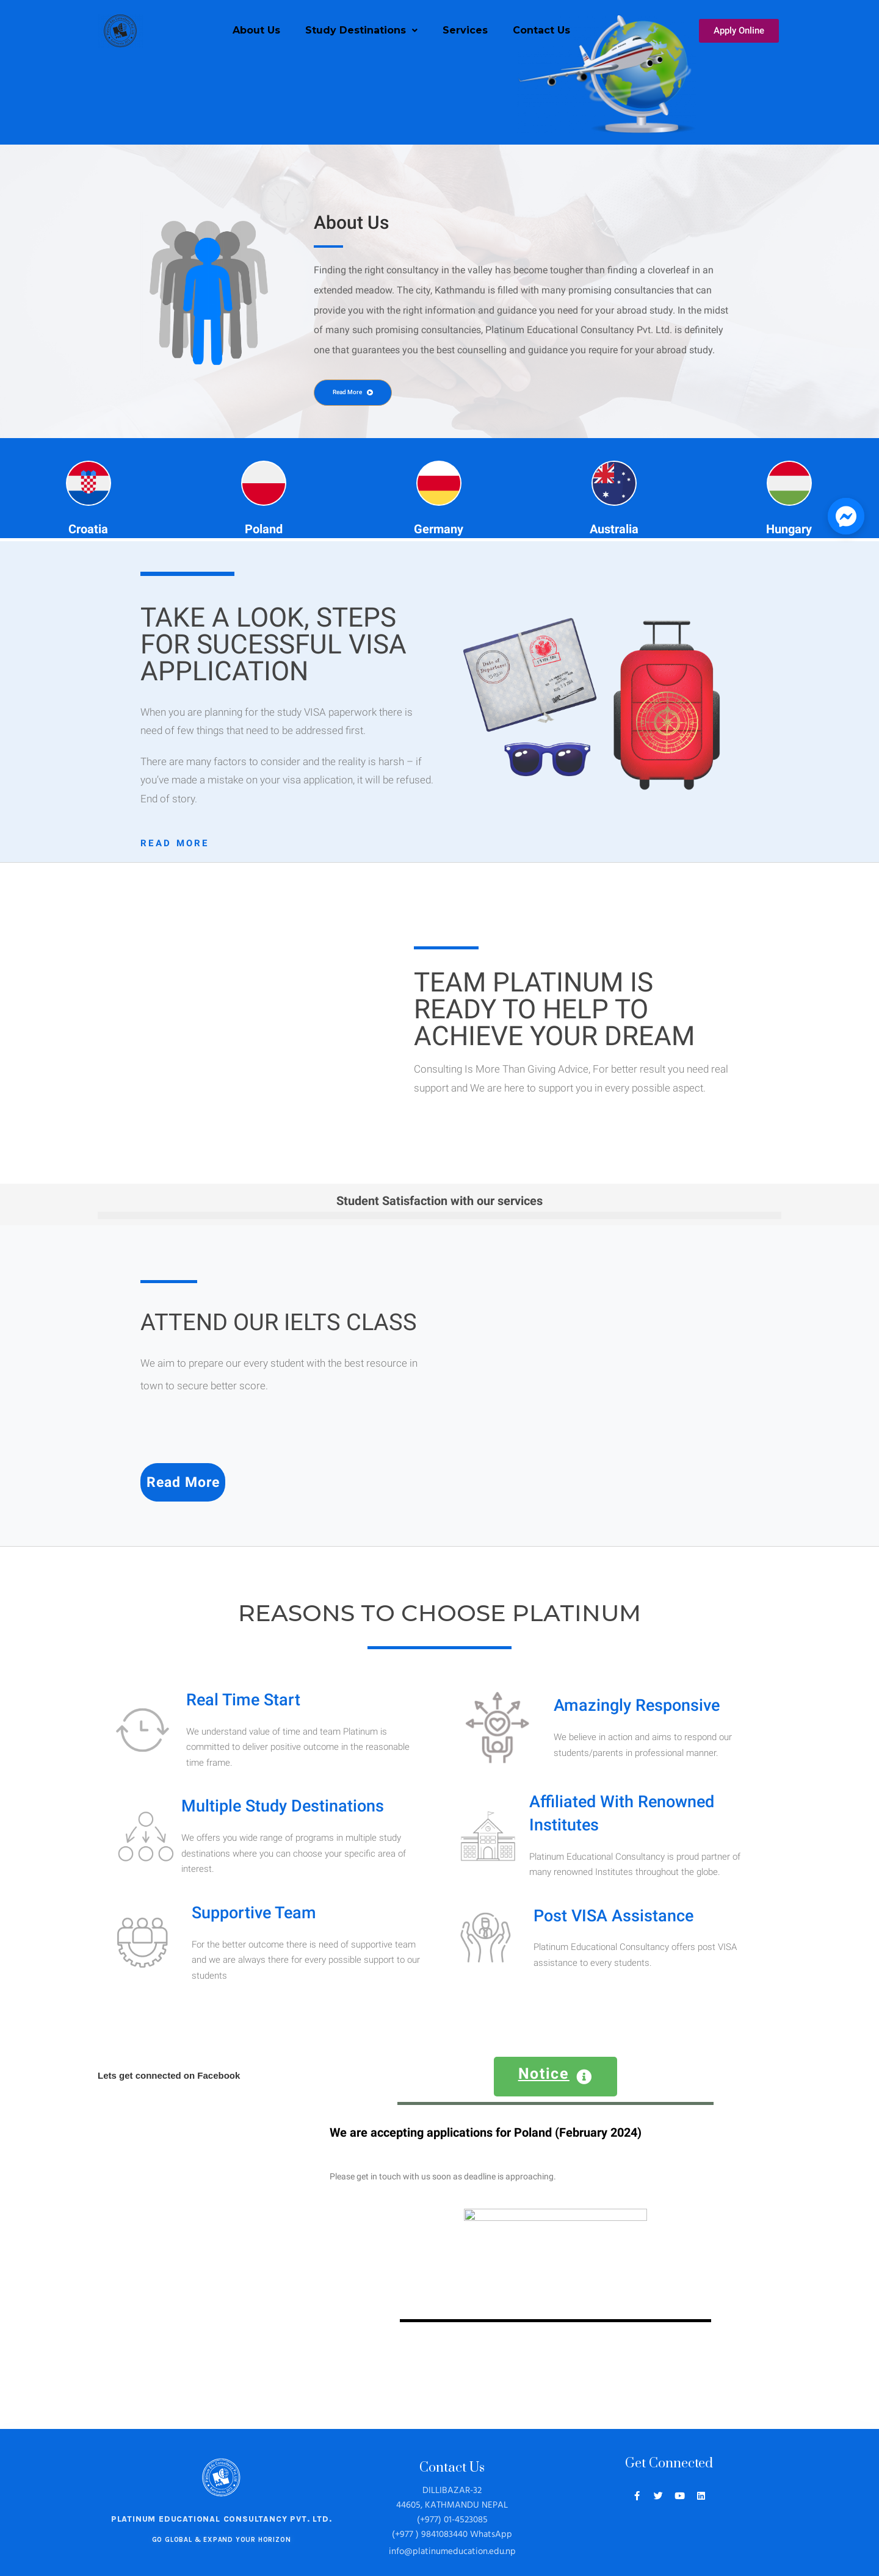 About Us
Study Destinations
Services
Contact Us
Apply Online
About Us
Finding the right consultancy in the valley has become tougher than finding a cloverleaf in an
extended meadow. The city, Kathmandu is filled with many promising consultancies that can
provide you with the right information and guidance you need for your abroad study. In the midst
of many such promising consultancies, Platinum Educational Consultancy Pvt. Ltd. is definitely
one that guarantees you the best counselling and guidance you require for your abroad study.
Read More
Croatia
Poland
Germany
Australia
Hungary
TAKE A LOOK, STEPS
FOR SUCESSFUL VISA
APPLICATION
When you are planning for the study VISA paperwork there is
need of few things that need to be addressed first.
There are many factors to consider and the reality is harsh – if
you've made a mistake on your visa application, it will be refused.
End of story.
READ MORE
TEAM PLATINUM IS
READY TO HELP TO
ACHIEVE YOUR DREAM
Consulting Is More Than Giving Advice, For better result you need real
support and We are here to support you in every possible aspect.
Student Satisfaction with our services
ATTEND OUR IELTS CLASS
We aim to prepare our every student with the best resource in
town to secure better score.
Read More
REASONS TO CHOOSE PLATINUM
Real Time Start
We understand value of time and team Platinum is
committed to deliver positive outcome in the reasonable
time frame.
Amazingly Responsive
We believe in action and aims to respond our
students/parents in professional manner.
Multiple Study Destinations
We offers you wide range of programs in multiple study
destinations where you can choose your specific area of
interest.
Affiliated With Renowned
Institutes
Platinum Educational Consultancy is proud partner of
many renowned Institutes throughout the globe.
Supportive Team
For the better outcome there is need of supportive team
and we are always there for every possible support to our
students
Post VISA Assistance
Platinum Educational Consultancy offers post VISA
assistance to every students.
Lets get connected on Facebook
Notice
We are accepting applications for Poland (February 2024)
Please get in touch with us soon as deadline is approaching.
PLATINUM EDUCATIONAL CONSULTANCY PVT. LTD.
GO GLOBAL & EXPAND YOUR HORIZON
Contact Us
DILLIBAZAR-32
44605, KATHMANDU NEPAL
(+977) 01-4523085
(+977 ) 9841083440 WhatsApp
info@platinumeducation.edu.np
Get Connected